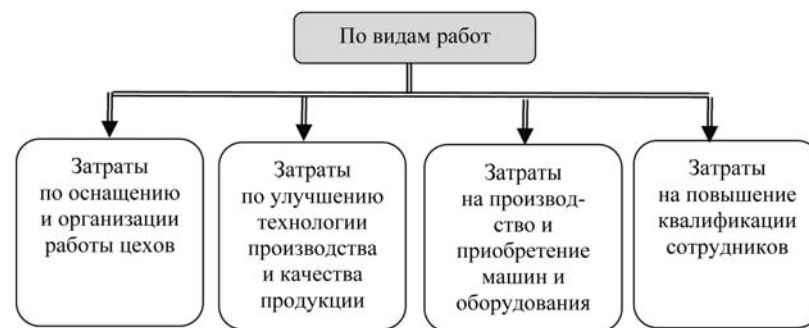 По видам работ
Затраты
по оснащению
и организации
работы цехов
Затраты
по улучшению
технологии
производства
и качества
продукции
Затраты
на производ-
ство и
приобретение
машин и
оборудования
Затраты
на повышение
квалификации
сотрудников